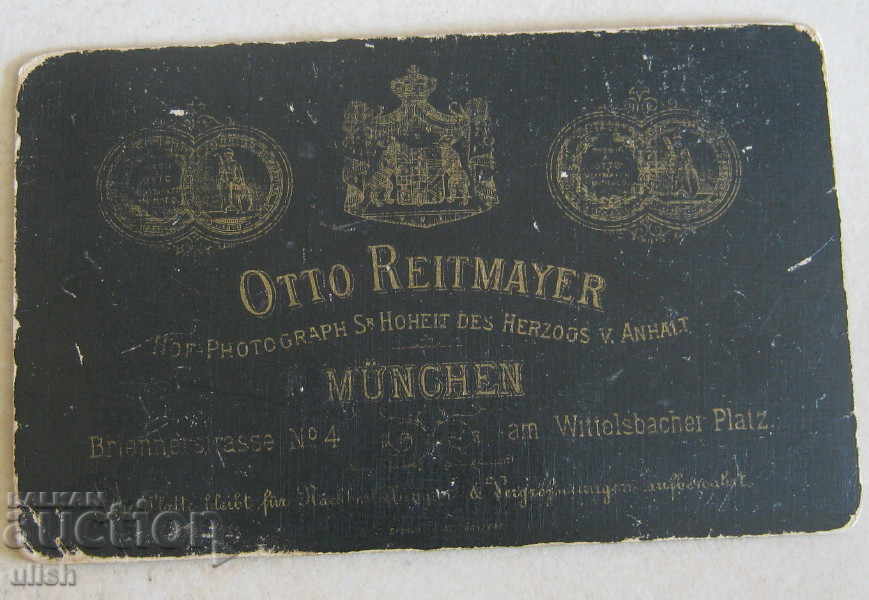 OTTO REITMAYER
HOF-PHOTOGRAPH SR HOHEIT DES HERZOGS V. ANHALT
MÜNCHEN
Briennerstrasse No 4 am Wittelsbacher Platz
Platte bleibt für Nachbestellungen & Vergrößerungen aufbewahrt.
BALKAN
auction
ulish